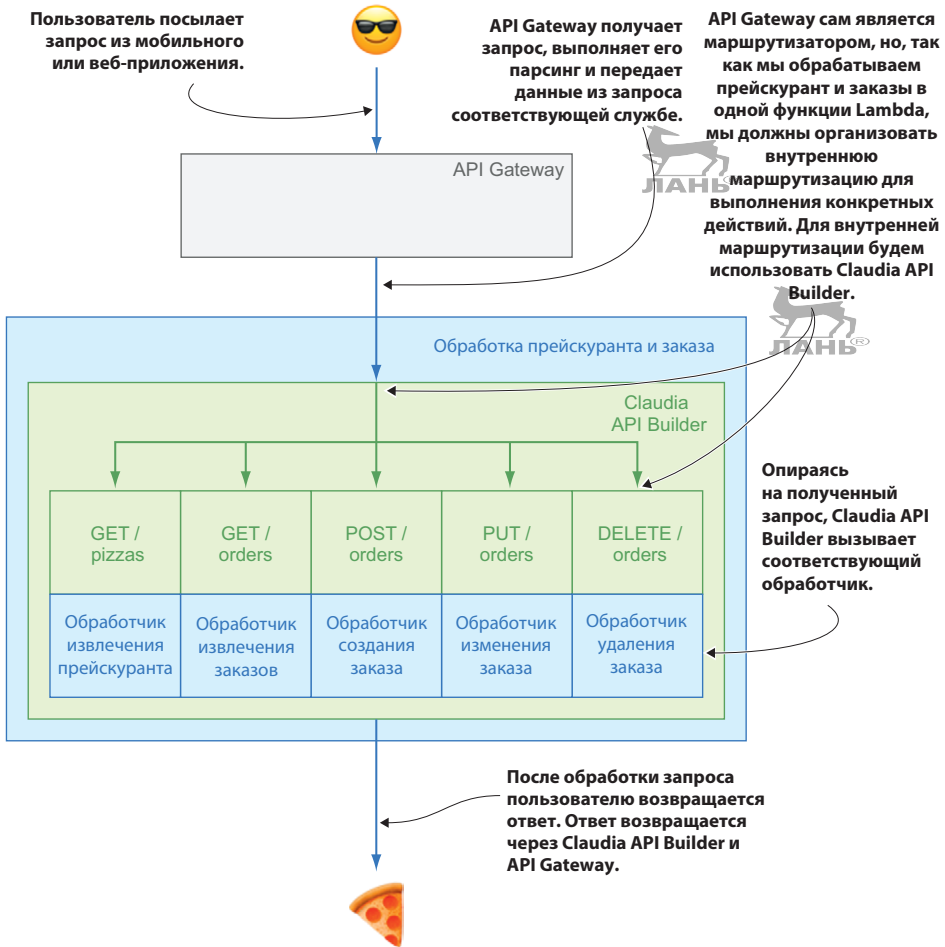 Пользователь посылает
запрос из мобильного
или веб-приложения.
API Gateway получает
запрос, выполняет его
парсинг и передает
данные из запроса
соответствующей службе.
API Gateway сам является
маршрутизатором, но, так
как мы обрабатываем
прейскурант и заказы в
одной функции Lambda,
мы должны организовать
внутреннюю
маршрутизацию для
выполнения конкретных
действий. Для внутренней
маршрутизации будем
использовать Claudia API
Builder.
ЛАНЬ®
ЛАНЬ®
API Gateway
Обработка прейскуранта и заказа
Claudia
API Builder
GET /
pizzas
GET /
orders
POST /
orders
PUT /
orders
DELETE /
orders
Обработчик
извлечения
прейскуранта
Обработчик
извлечения
заказов
Обработчик
создания
заказа
Обработчик
изменения
заказа
Обработчик
удаления
заказа
Опираясь
на полученный
запрос, Claudia API
Builder вызывает
соответствующий
обработчик.
После обработки запроса
пользователю возвращается
ответ. Ответ возвращается
через Claudia API Builder и
API Gateway.